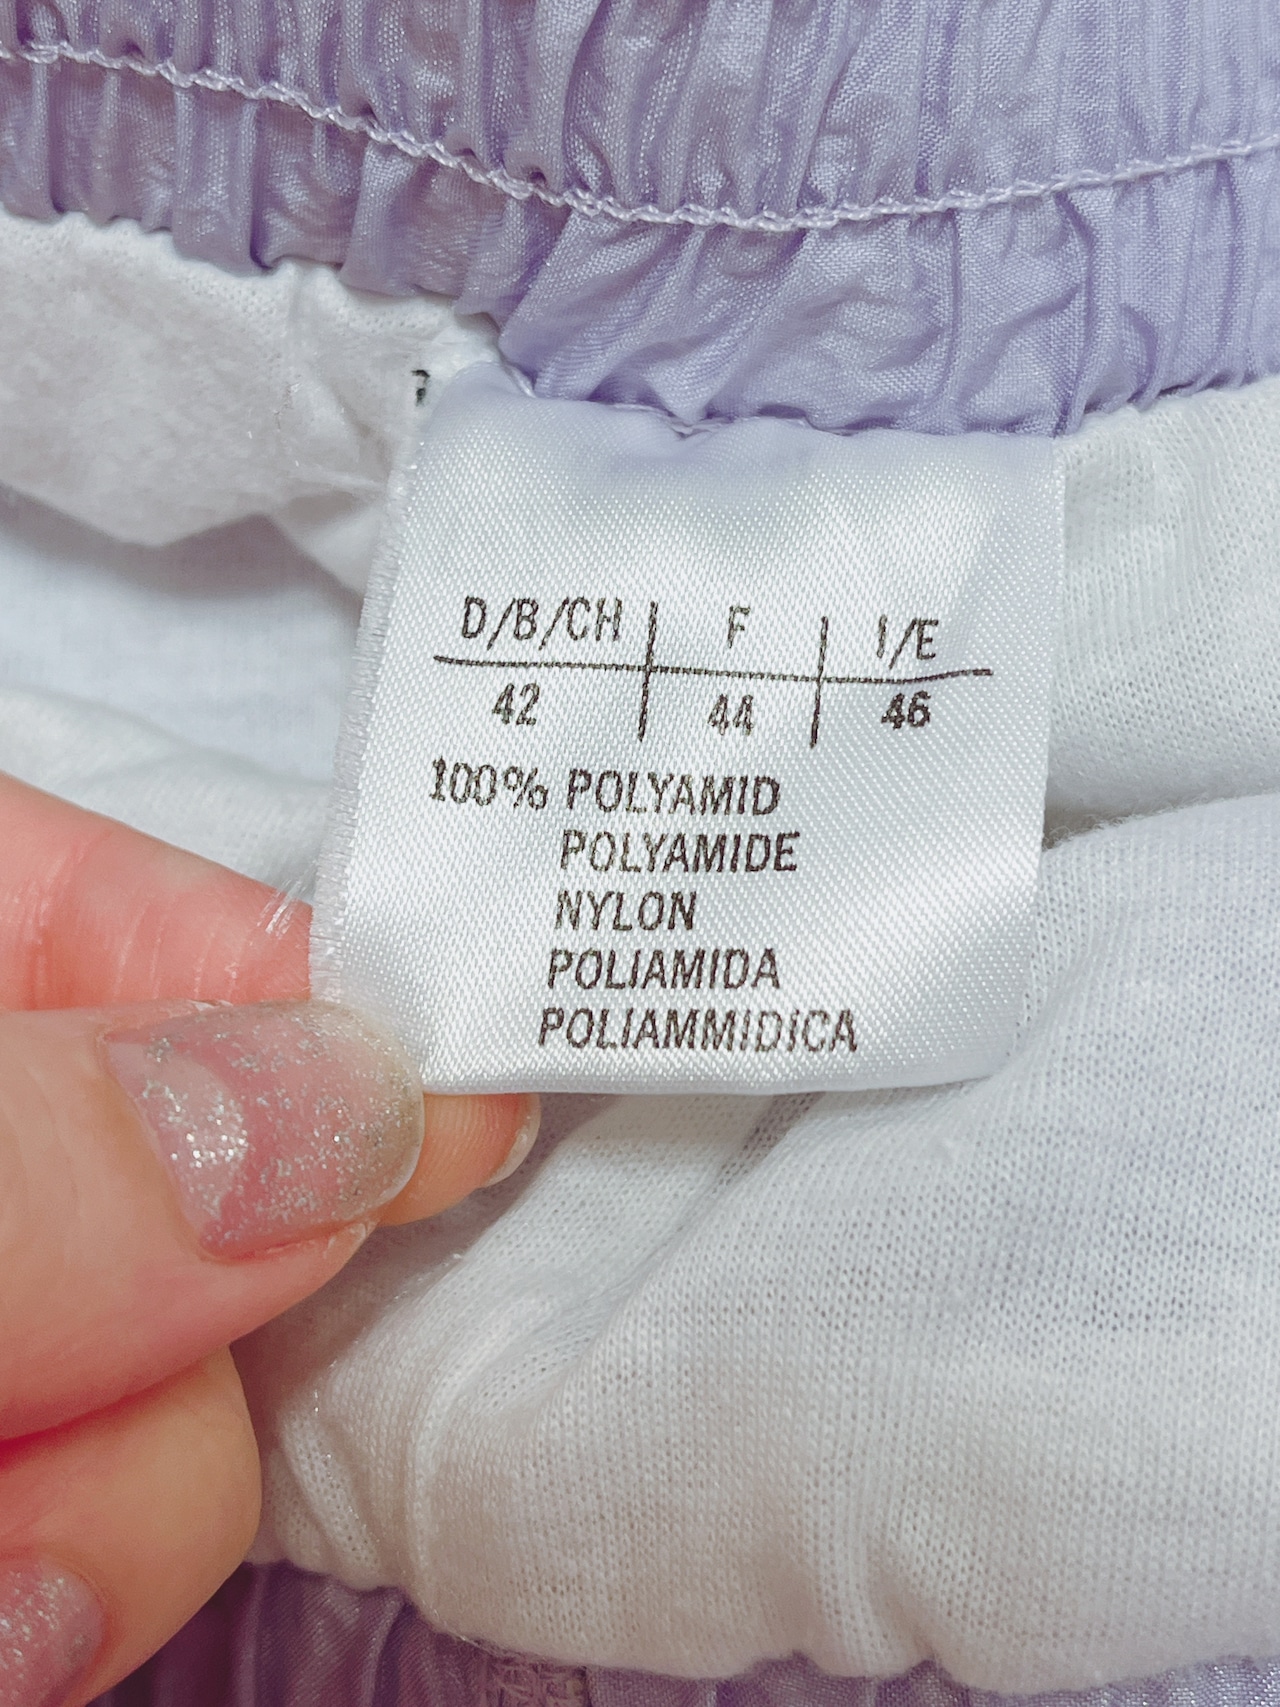 D/B/CH | F | I/E
42 | 44 | 46
100% POLYAMID
POLYAMIDE
NYLON
POLIAMIDA
POLIAMMIDICA